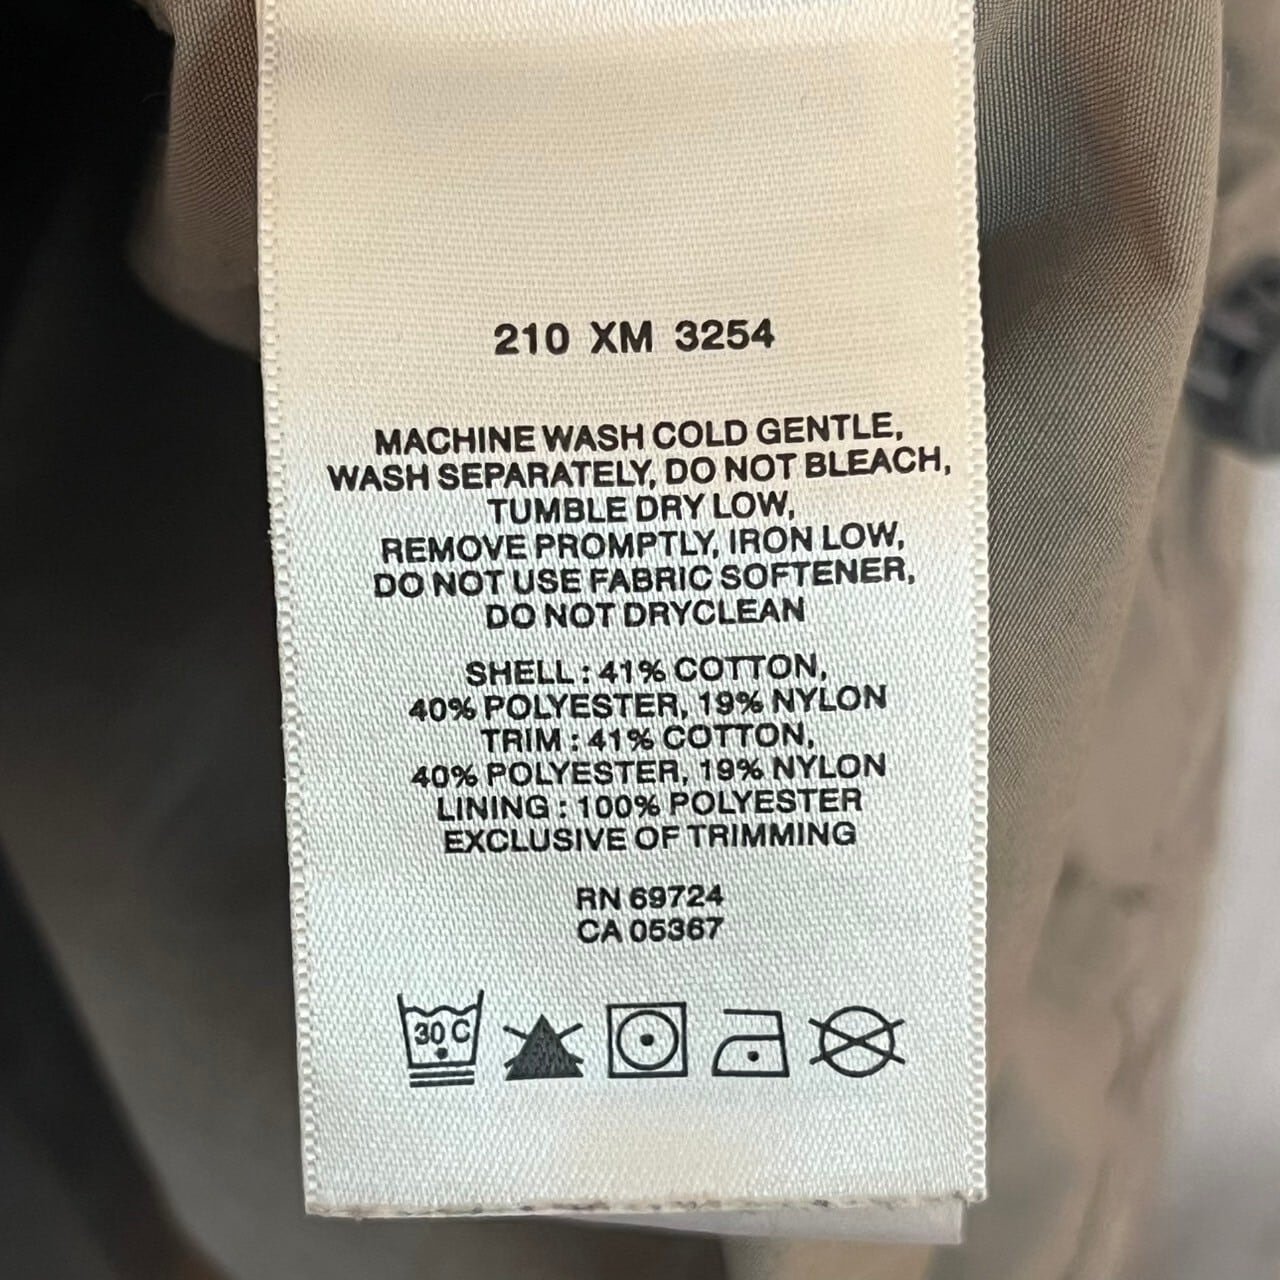 210 XM 3254
MACHINE WASH COLD GENTLE,
WASH SEPARATELY, DO NOT BLEACH,
TUMBLE DRY LOW,
REMOVE PROMPTLY, IRON LOW,
DO NOT USE FABRIC SOFTENER,
DO NOT DRYCLEAN
SHELL : 41% COTTON,
40% POLYESTER, 19% NYLON
TRIM : 41% COTTON,
40% POLYESTER, 19% NYLON
LINING : 100% POLYESTER
EXCLUSIVE OF TRIMMING
RN 69724
CA 05367
30 C